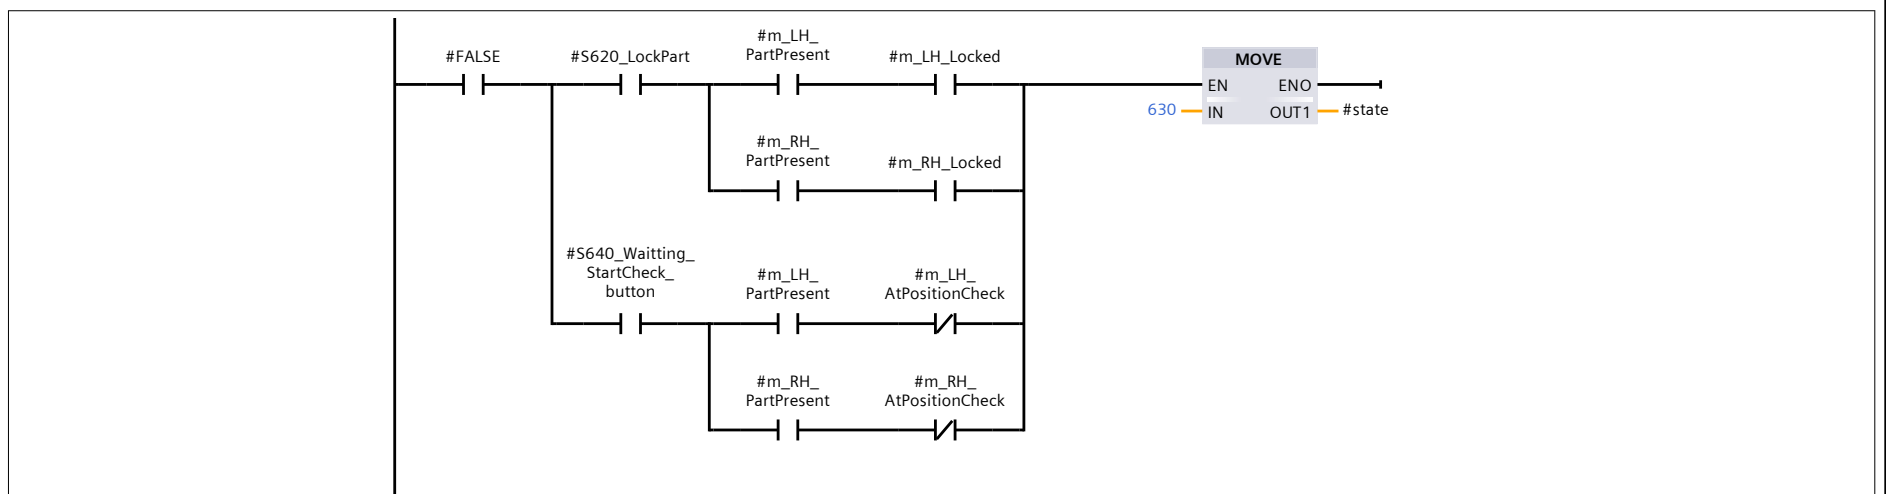 #FALSE
#S620_LockPart
#m_LH_
PartPresent
#m_LH_Locked
MOVE
EN
ENO
630
IN
OUT1
#state
#m_RH_
PartPresent
#m_RH_Locked
#S640_Waitting_
StartCheck_
button
#m_LH_
PartPresent
#m_LH_
AtPositionCheck
#m_RH_
PartPresent
#m_RH_
AtPositionCheck